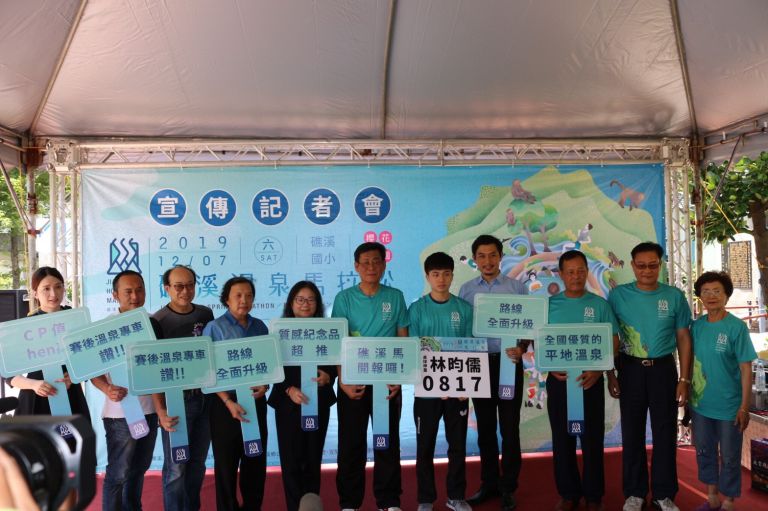 宣傳記者會
2019
12/07
六
SAT
礁溪
國小
櫻花
礁溪溫泉馬拉松
CP值
賽後溫泉專車
讚!!
賽後溫泉專車
讚!!
路線
全面升級
質感紀念品
超 推
礁溪馬
開報囉!
林昀儒
0817
路線
全面升級
全國優質的
平地溫泉